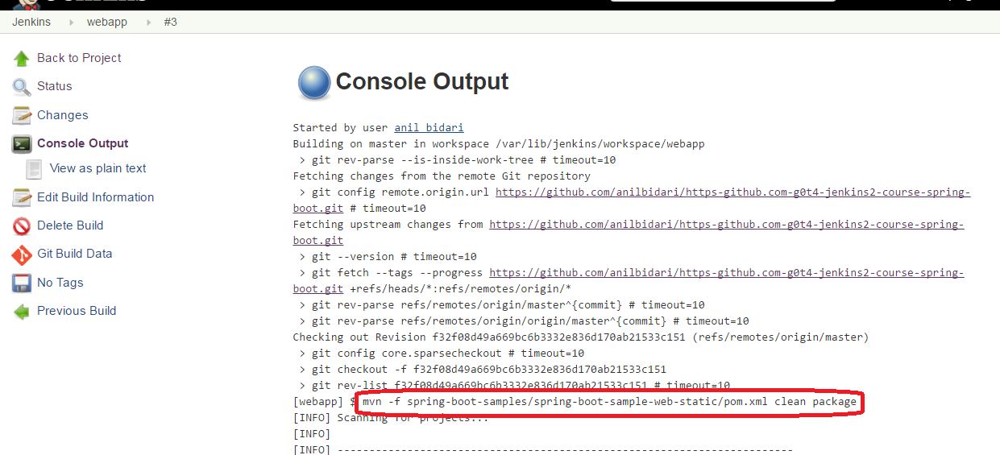 Jenkins webapp #3
Back to Project
Status
Changes
Console Output
View as plain text
Edit Build Information
Delete Build
Git Build Data
No Tags
Previous Build
Console Output
Started by user anil bidari
Building on master in workspace /var/lib/jenkins/workspace/webapp
> git rev-parse --is-inside-work-tree # timeout=10
Fetching changes from the remote Git repository
> git config remote.origin.url https://github.com/anilbidari/https-github.com-g0t4-jenkins2-course-spring-
boot.git # timeout=10
Fetching upstream changes from https://github.com/anilbidari/https-github.com-g0t4-jenkins2-course-spring-
boot.git
> git --version # timeout=10
> git fetch --tags --progress https://github.com/anilbidari/https-github.com-g0t4-jenkins2-course-spring-
boot.git +refs/heads/*:refs/remotes/origin/*
> git rev-parse refs/remotes/origin/master^{commit} # timeout=10
> git rev-parse refs/remotes/origin/origin/master^{commit} # timeout=10
Checking out Revision f32f08d49a669bc6b3332e836d170ab21533c151 (refs/remotes/origin/master)
> git config core.sparsecheckout # timeout=10
> git checkout -f f32f08d49a669bc6b3332e836d170ab21533c151
> git rev-list f32f08d49a669bc6b3332e836d170ab21533c151 # timeout=10
[webapp] $ mvn -f spring-boot-samples/spring-boot-sample-web-static/pom.xml clean package
[INFO] Scanning for projects...
[INFO]
[INFO] ------------------------------------------------------------------------